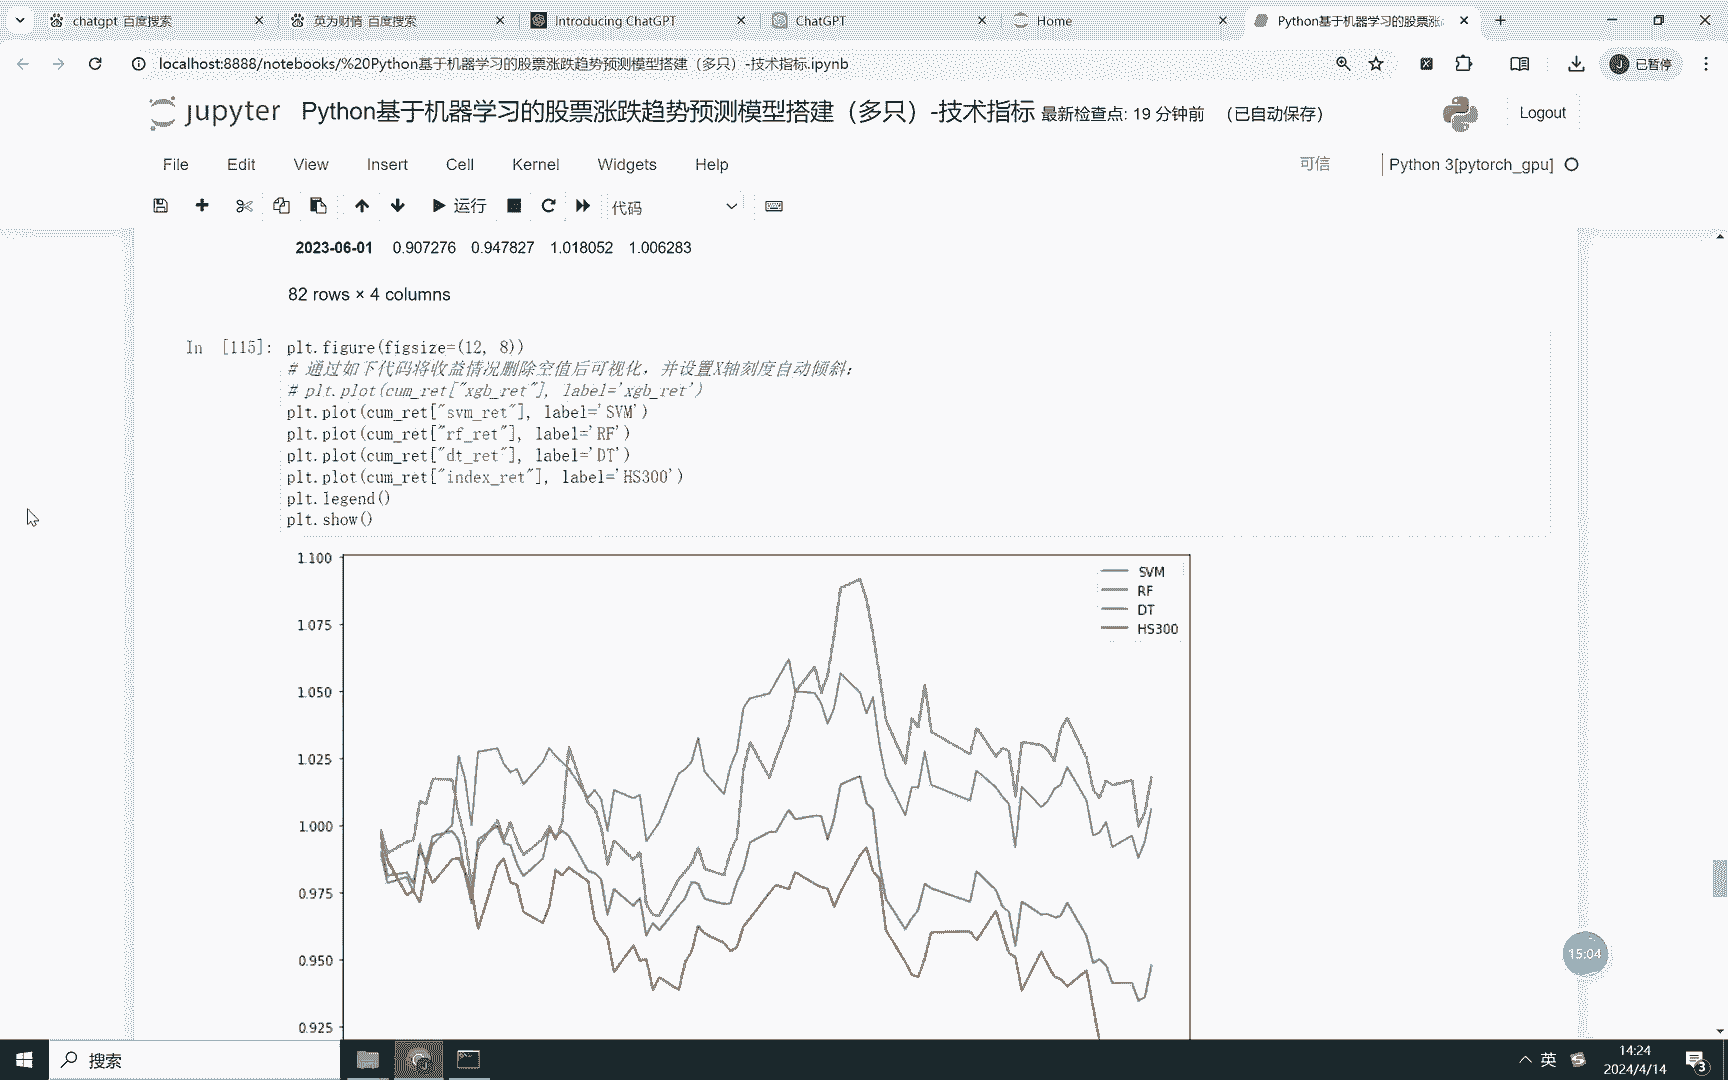 chatgpt 百度搜索
英为财情 百度搜索
Introducing ChatGPT
ChatGPT
Home
Python基于机器学习的股票涨
localhost:8888/notebooks/%20Python基于机器学习的股票涨跌趋势预测模型搭建（多只）-技术指标.ipynb
已暂停
jupyter Python基于机器学习的股票涨跌趋势预测模型搭建（多只）-技术指标 最新检查点: 19 分钟前 （已自动保存） Logout
File Edit View Insert Cell Kernel Widgets Help 可信 Python 3[pytorch_gpu]
运行 代码
2023-06-01 0.907276 0.947827 1.018052 1.006283
82 rows × 4 columns
In [115]: plt.figure(figsize=(12, 8))
# 通过如下代码将收益情况删除空值后可视化，并设置X轴刻度自动倾斜：
# plt.plot(cum_ret["xgb_ret"], label='xgb_ret')
plt.plot(cum_ret["svm_ret"], label='SVM')
plt.plot(cum_ret["rf_ret"], label='RF')
plt.plot(cum_ret["dt_ret"], label='DT')
plt.plot(cum_ret["index_ret"], label='HS300')
plt.legend()
plt.show()
1.100
SVM
RF
DT
HS300
1.075
1.050
1.025
1.000
0.975
0.950
0.925
15:04
搜索
英
14:24
2024/4/14
3